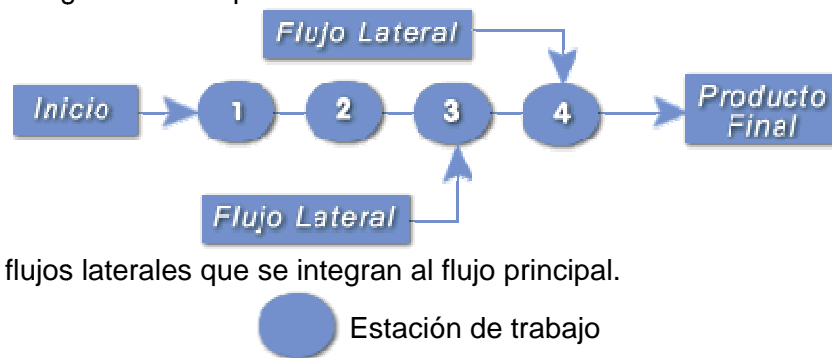 Flujo Lateral
Inicio
1
2
3
4
Producto
Final
Flujo Lateral
flujos laterales que se integran al flujo principal.
Estación de trabajo